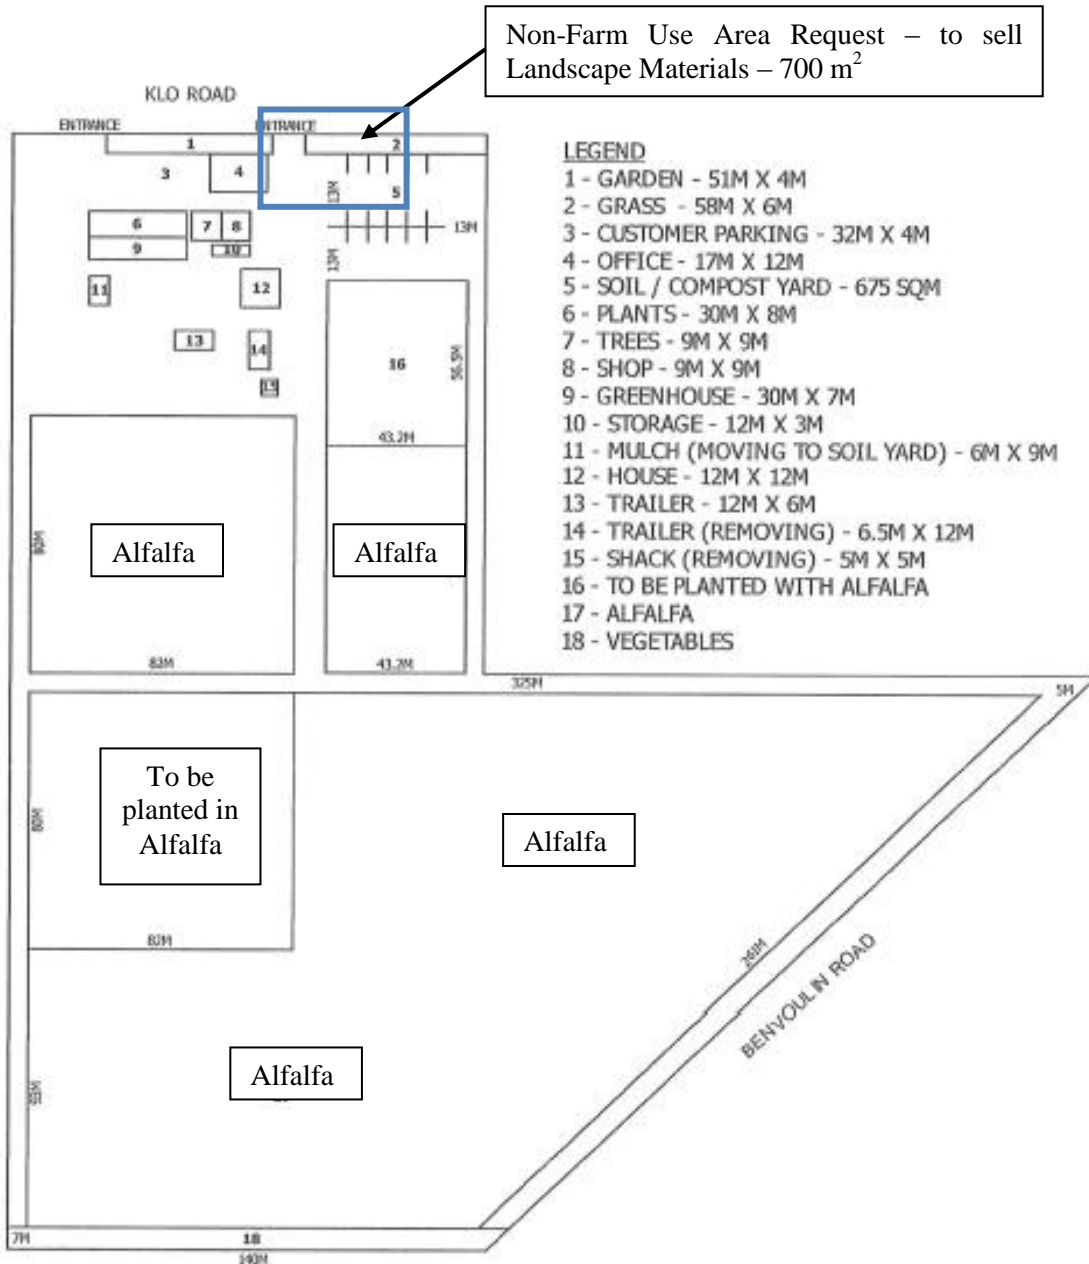 Non-Farm Use Area Request – to sell
Landscape Materials – 700 m²
KLO ROAD
ENTRANCE
ENTRANCE
1
2
3
4
5
13M
6
7
8
13M
9
10
13M
11
12
13
14
15
16
36.5M
43.2M
LEGEND
1 - GARDEN - 51M X 4M
2 - GRASS - 58M X 6M
3 - CUSTOMER PARKING - 32M X 4M
4 - OFFICE - 17M X 12M
5 - SOIL / COMPOST YARD - 675 SQM
6 - PLANTS - 30M X 8M
7 - TREES - 9M X 9M
8 - SHOP - 9M X 9M
9 - GREENHOUSE - 30M X 7M
10 - STORAGE - 12M X 3M
11 - MULCH (MOVING TO SOIL YARD) - 6M X 9M
12 - HOUSE - 12M X 12M
13 - TRAILER - 12M X 6M
14 - TRAILER (REMOVING) - 6.5M X 12M
15 - SHACK (REMOVING) - 5M X 5M
16 - TO BE PLANTED WITH ALFALFA
17 - ALFALFA
18 - VEGETABLES
80M
Alfalfa
Alfalfa
82M
43.2M
325M
5M
To be
planted in
Alfalfa
80M
Alfalfa
82M
261M
BENVOULIN ROAD
Alfalfa
7M
18
140M